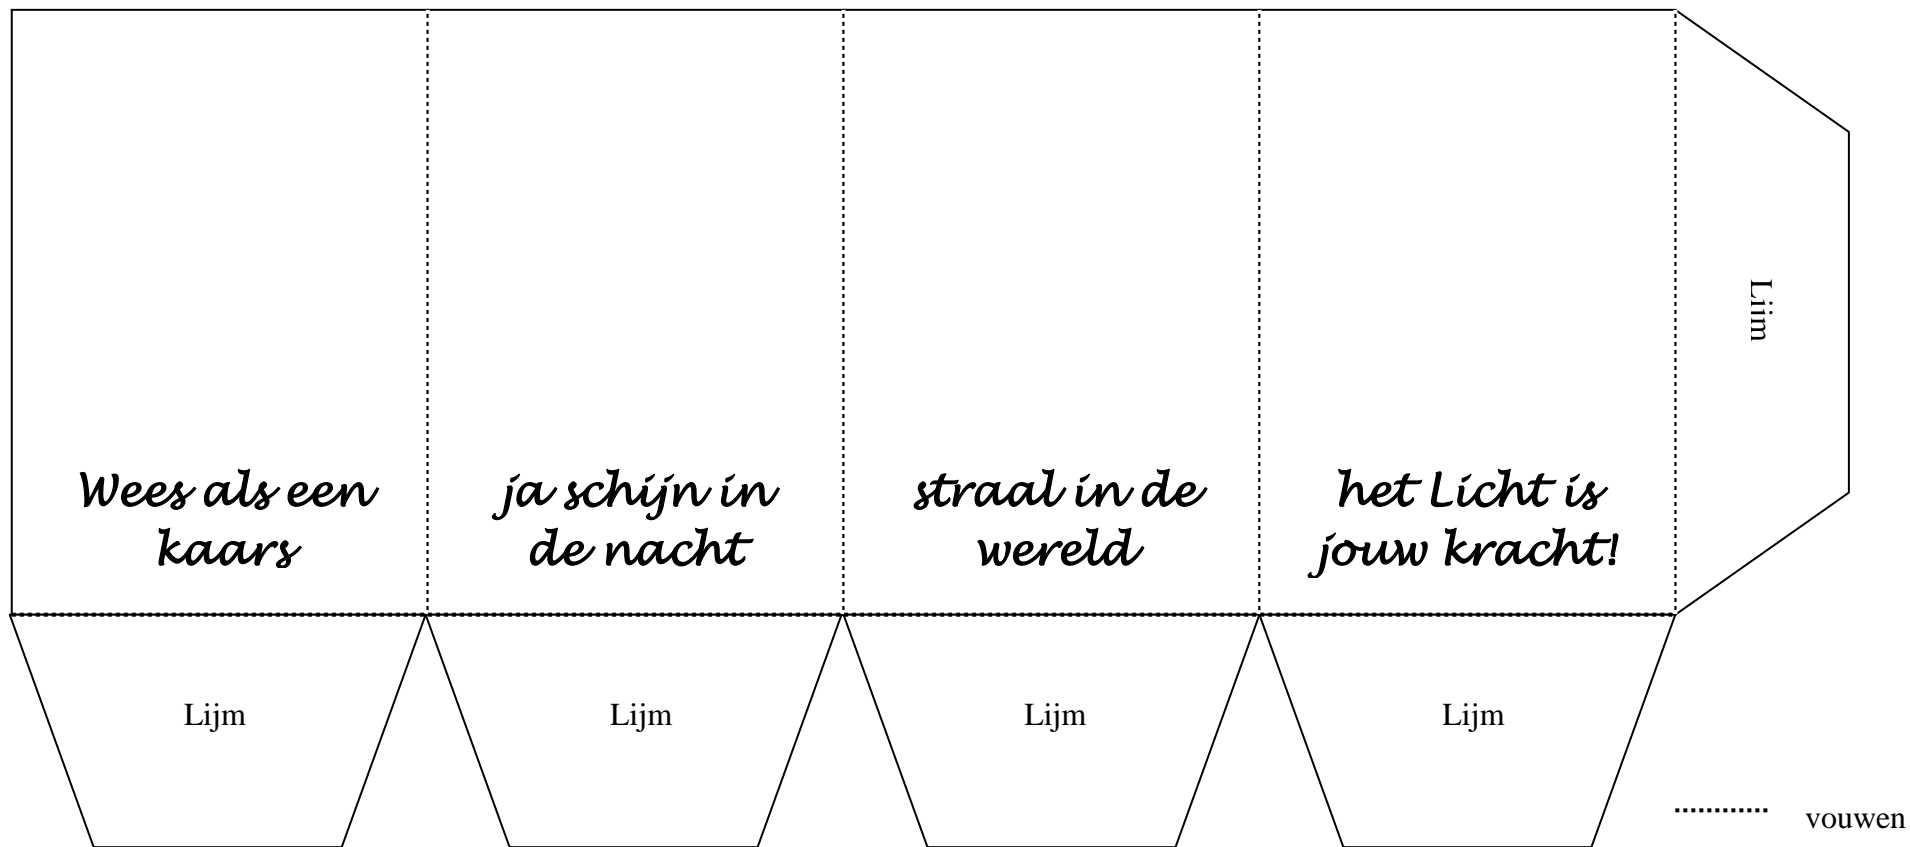 Wees als een
kaars
ja schijn in
de nacht
straal in de
wereld
het Licht is
jouw kracht!
Lijm
Lijm
Lijm
Lijm
Lijm
vouwen